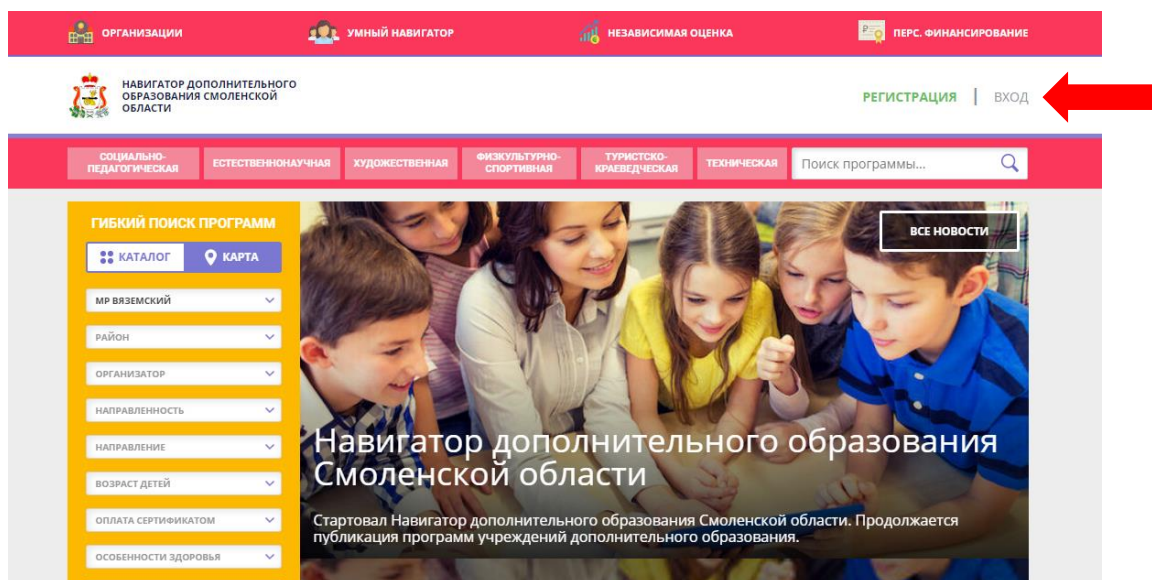 ОРГАНИЗАЦИИ
УМНЫЙ НАВИГАТОР
НЕЗАВИСИМАЯ ОЦЕНКА
ПЕРС. ФИНАНСИРОВАНИЕ
НАВИГАТОР ДОПОЛНИТЕЛЬНОГО
ОБРАЗОВАНИЯ СМОЛЕНСКОЙ
ОБЛАСТИ
РЕГИСТРАЦИЯ | ВХОД
СОЦИАЛЬНО-
ПЕДАГОГИЧЕСКАЯ
ЕСТЕСТВЕННОНАУЧНАЯ
ХУДОЖЕСТВЕННАЯ
ФИЗКУЛЬТУРНО-
СПОРТИВНАЯ
ТУРИСТСКО-
КРАЕВЕДЧЕСКАЯ
ТЕХНИЧЕСКАЯ
Поиск программы...
ГИБКИЙ ПОИСК ПРОГРАММ
КАТАЛОГ
КАРТА
МР ВЯЗЕМСКИЙ
РАЙОН
ОРГАНИЗАТОР
НАПРАВЛЕННОСТЬ
НАПРАВЛЕНИЕ
ВОЗРАСТ ДЕТЕЙ
ОПЛАТА СЕРТИФИКАТОМ
ОСОБЕННОСТИ ЗДОРОВЬЯ
ВСЕ НОВОСТИ
Навигатор дополнительного образования
Смоленской области
Стартовал Навигатор дополнительного образования Смоленской области. Продолжается
публикация программ учреждений дополнительного образования.